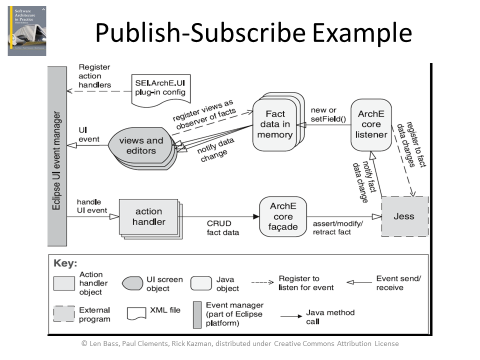 Software
Architecture
in Practice
Publish-Subscribe Example
Register
action
handlers
SEI.ArchE.UI
plug-in config
register views as
observer of facts
Fact
data in
memory
new or
setField()
ArchE
core
listener
register to fact
data changes
UI
event
views and
editors
notify data
change
notify fact
data change
Eclipse UI event manager
handle
UI event
action
handler
CRUD
fact data
ArchE
core
façade
assert/modify/
retract fact
Jess
Key:
Action
handler
object
UI screen
object
Java object
Register to
listen for event
Event send/
receive
External
program
XML file
Event manager
(part of Eclipse
platform)
Java method
call
© Len Bass, Paul Clements, Rick Kazman, distributed under Creative Commons Attribution License